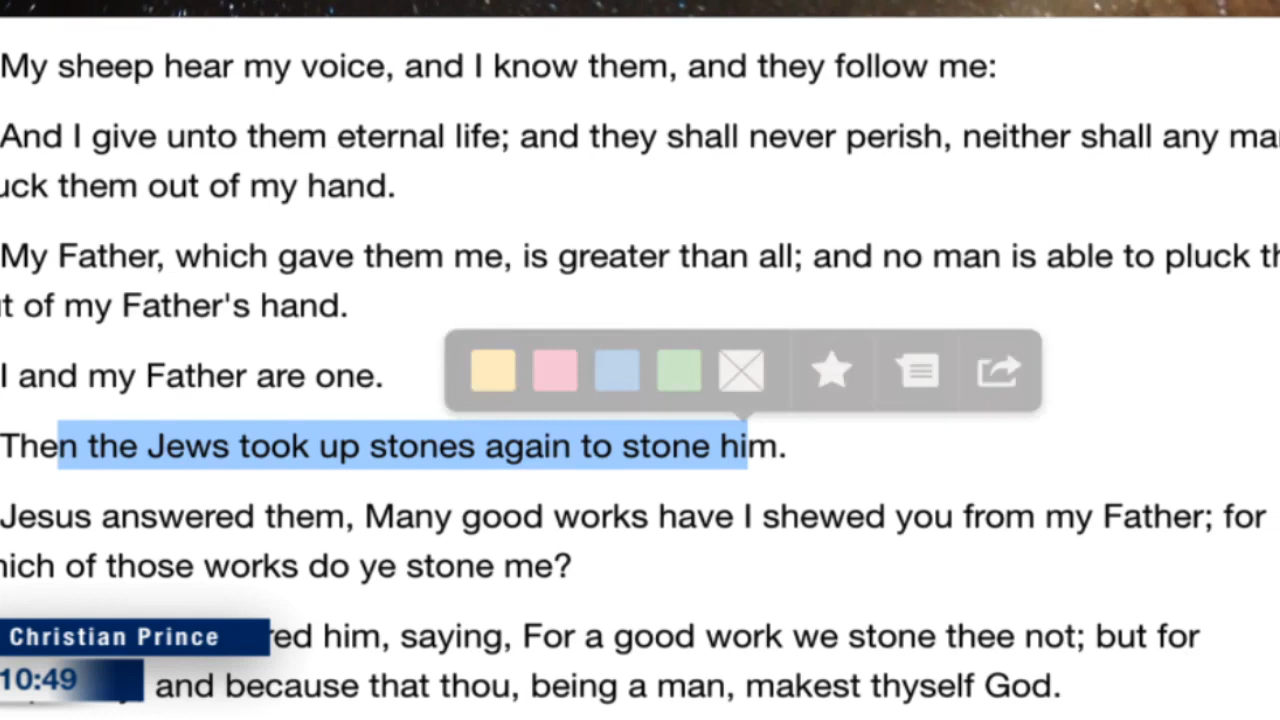 My sheep hear my voice, and I know them, and they follow me:
And I give unto them eternal life; and they shall never perish, neither shall any
uck them out of my hand.
My Father, which gave them me, is greater than all; and no man is able to pluck
of my Father's hand.
I and my Father are one.
Then the Jews took up stones again to stone him.
Jesus answered them, Many good works have I shewed you from my Father; for
of those works do ye stone me?
Christian Prince
red him, saying, For a good work we stone thee not; but for
10:49
and because that thou, being a man, makest thyself God.